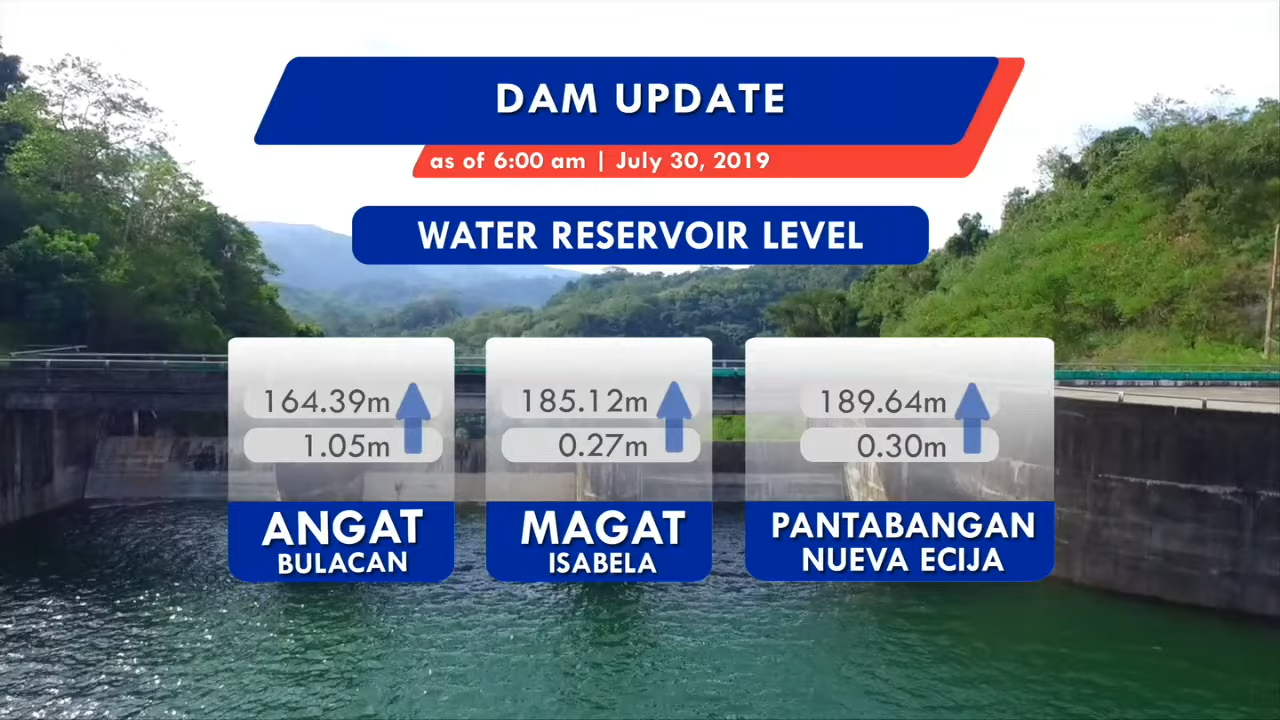 DAM UPDATE
as of 6:00 am | July 30, 2019
WATER RESERVOIR LEVEL
164.39m
1.05m
ANGAT
BULACAN
185.12m
0.27m
MAGAT
ISABELA
189.64m
0.30m
PANTABANGAN
NUEVA ECIJA